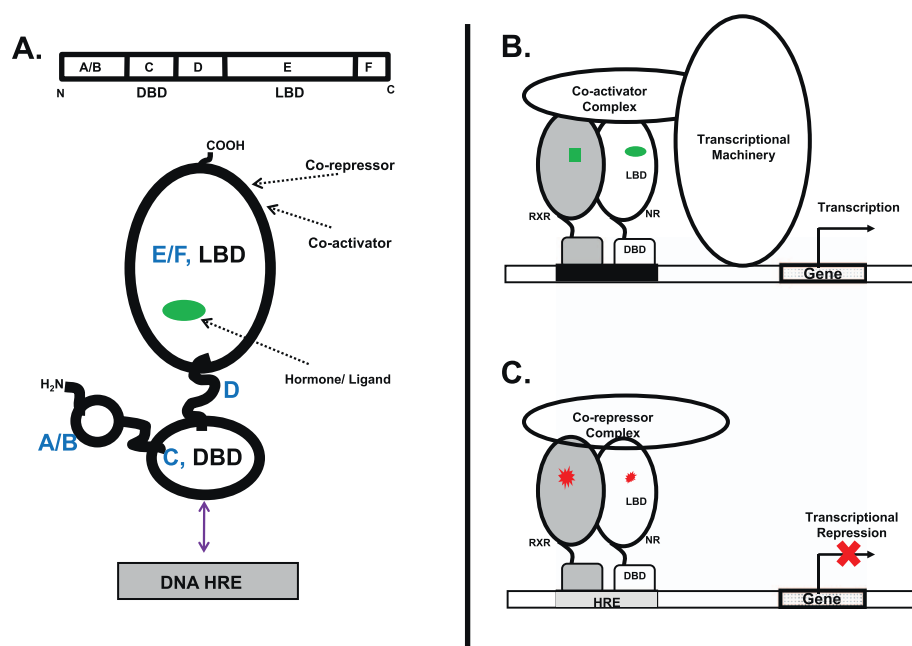 A.
A/B C D E F
N DBD LBD C
COOH
Co-repressor
Co-activator
E/F, LBD
Hormone/ Ligand
D
H2N
A/B
C, DBD
DNA HRE
B.
Co-activator
Complex
Transcriptional
Machinery
LBD
RXR NR
Transcription
DBD
Gene
C.
Co-repressor
Complex
LBD
Transcriptional
Repression
RXR NR
DBD
HRE Gene